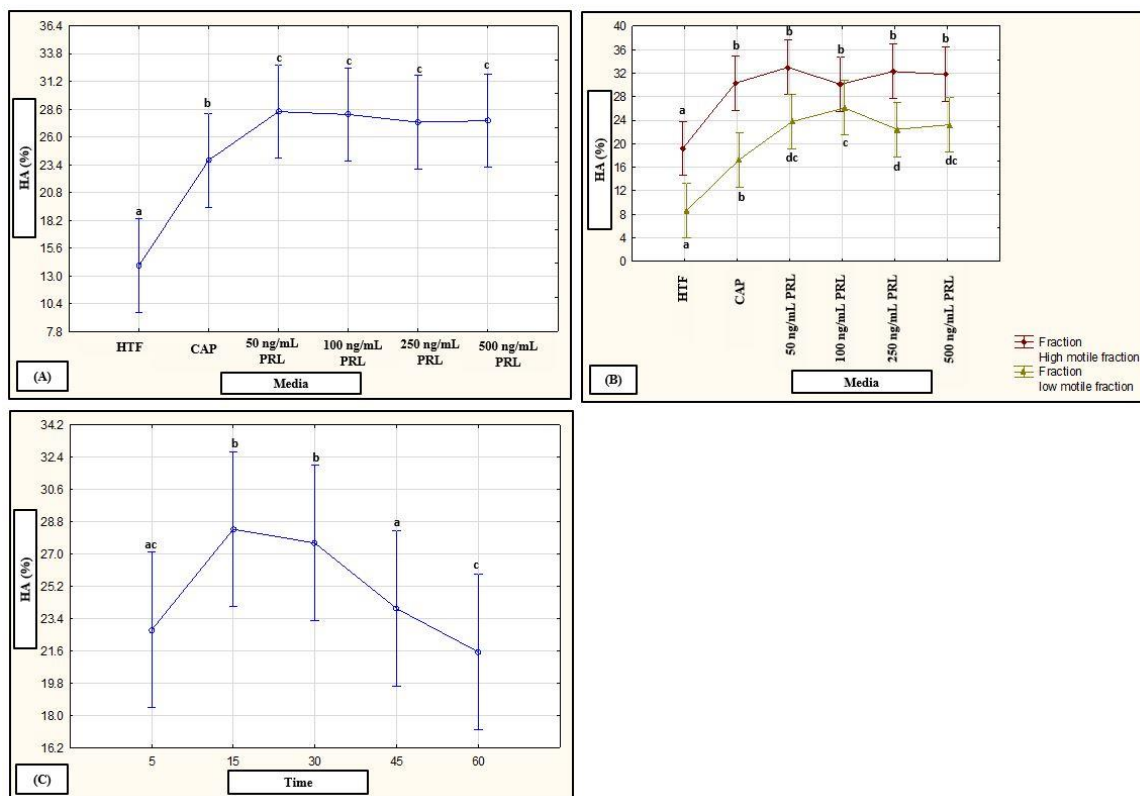 36.4
33.8
31.2
28.6
26.0
23.4
20.8
18.2
15.6
13.0
10.4
7.8
HA (%)
a
b
c
c
c
c
HTF
CAP
50 ng/mL
PRL
100 ng/mL
PRL
250 ng/mL
PRL
500 ng/mL
PRL
Media
(A)
40
36
32
28
24
20
16
12
8
4
0
HA (%)
a
b
b
b
b
b
a
b
dc
c
d
dc
HTF
CAP
50 ng/mL PRL
100 ng/mL PRL
250 ng/mL PRL
500 ng/mL PRL
Media
(B)
Fraction
High motile fraction
Fraction
low motile fraction
34.2
32.4
30.6
28.8
27.0
25.2
23.4
21.6
19.8
18.0
16.2
HA (%)
ac
b
b
a
c
5
15
30
45
60
Time
(C)